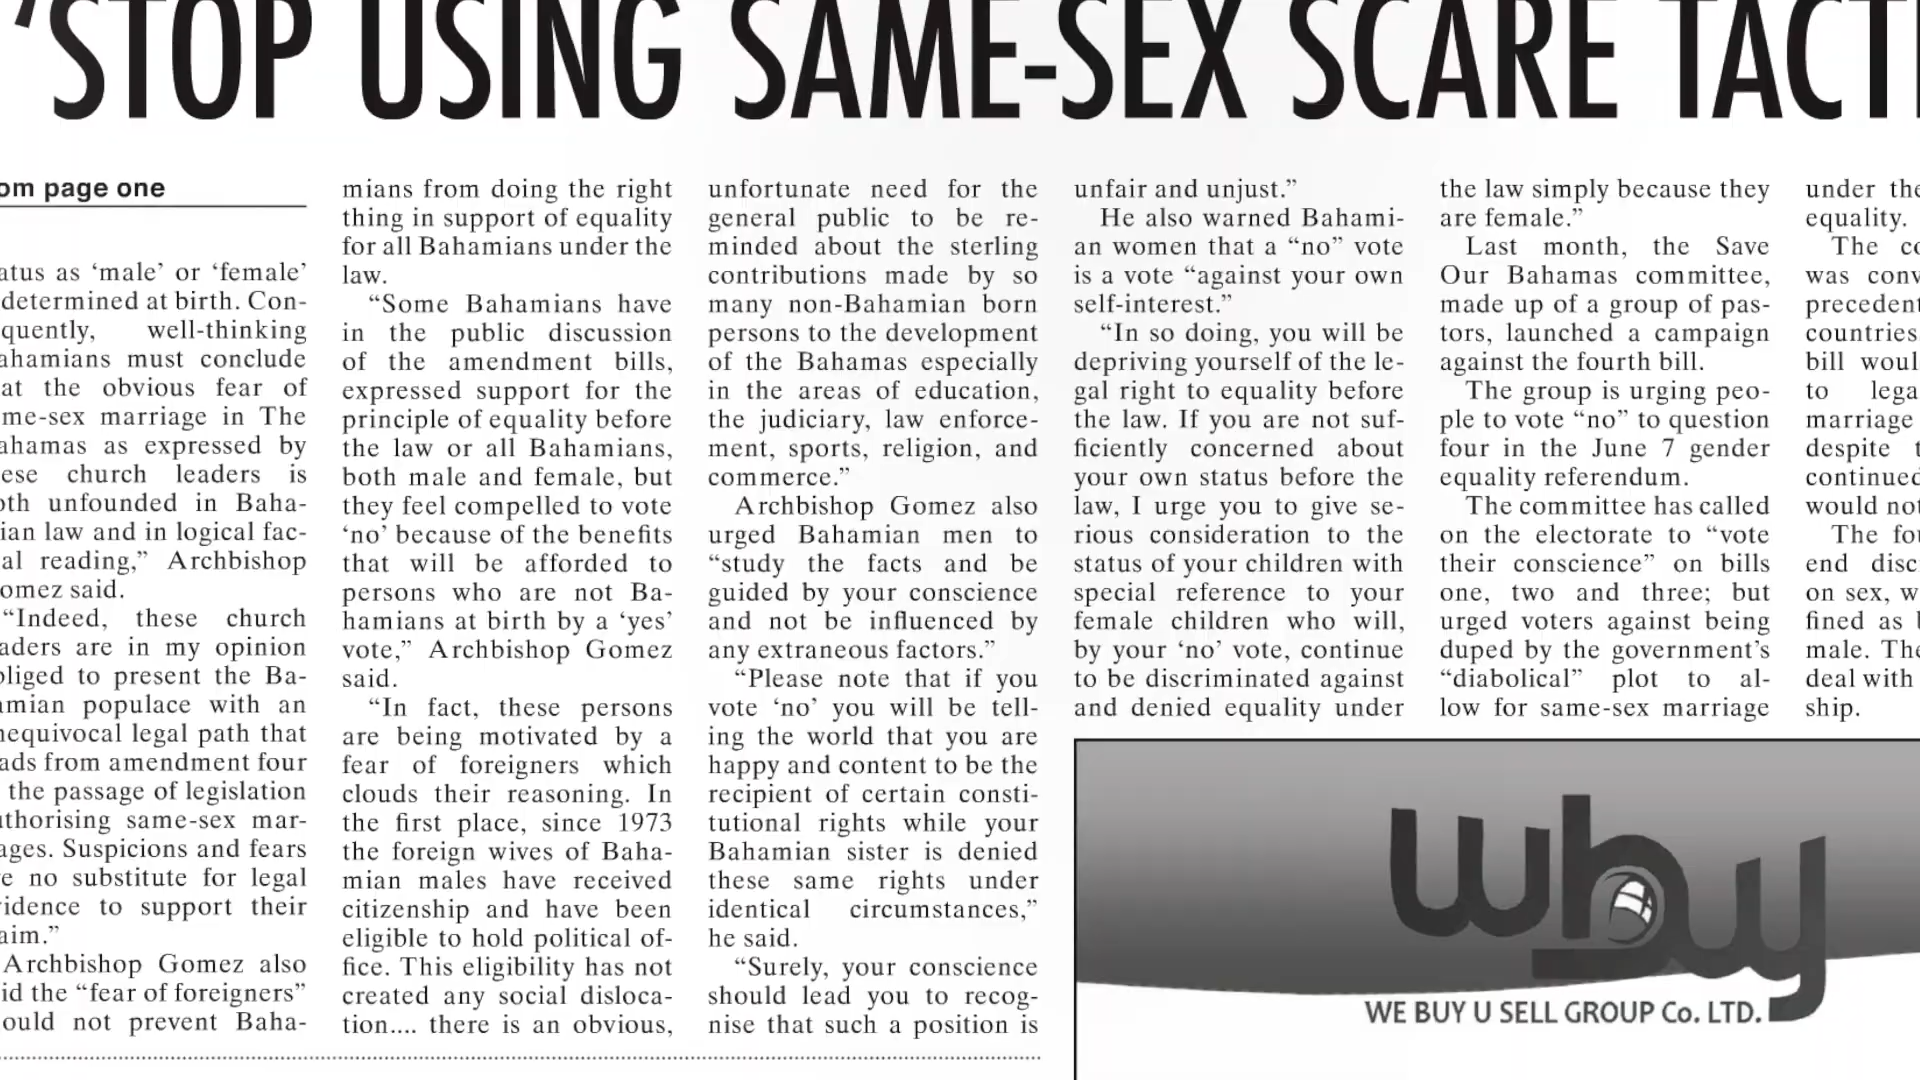 ‘STOP USING SAME-SEX SCARE TACT
om page one
atus as ‘male’ or ‘female’
determined at birth. Con-
quently, well-thinking
ahamians must conclude
at the obvious fear of
me-sex marriage in The
ahamas as expressed by
ese church leaders is
oth unfounded in Baha-
ian law and in logical fac-
al reading,” Archbishop
omez said.
“Indeed, these church
aders are in my opinion
bliged to present the Ba-
amian populace with an
nequivocal legal path that
ads from amendment four
the passage of legislation
uthorising same-sex mar-
ages. Suspicions and fears
re no substitute for legal
vidence to support their
aim.”
Archbishop Gomez also
id the “fear of foreigners”
ould not prevent Baha-
mians from doing the right
thing in support of equality
for all Bahamians under the
law.
“Some Bahamians have
in the public discussion
of the amendment bills,
expressed support for the
principle of equality before
the law or all Bahamians,
both male and female, but
they feel compelled to vote
‘no’ because of the benefits
that will be afforded to
persons who are not Ba-
hamians at birth by a ‘yes’
vote,” Archbishop Gomez
said.
“In fact, these persons
are being motivated by a
fear of foreigners which
clouds their reasoning. In
the first place, since 1973
the foreign wives of Baha-
mian males have received
citizenship and have been
eligible to hold political of-
fice. This eligibility has not
created any social disloca-
tion.... there is an obvious,
unfortunate need for the
general public to be re-
minded about the sterling
contributions made by so
many non-Bahamian born
persons to the development
of the Bahamas especially
in the areas of education,
the judiciary, law enforce-
ment, sports, religion, and
commerce.”
Archbishop Gomez also
urged Bahamian men to
“study the facts and be
guided by your conscience
and not be influenced by
any extraneous factors.”
“Please note that if you
vote ‘no’ you will be tell-
ing the world that you are
happy and content to be the
recipient of certain consti-
tutional rights while your
Bahamian sister is denied
these same rights under
identical circumstances,”
he said.
“Surely, your conscience
should lead you to recog-
nise that such a position is
unfair and unjust.”
He also warned Bahami-
an women that a “no” vote
is a vote “against your own
self-interest.”
“In so doing, you will be
depriving yourself of the le-
gal right to equality before
the law. If you are not suf-
ficiently concerned about
your own status before the
law, I urge you to give se-
rious consideration to the
status of your children with
special reference to your
female children who will,
by your ‘no’ vote, continue
to be discriminated against
and denied equality under
the law simply because they
are female.”
Last month, the Save
Our Bahamas committee,
made up of a group of pas-
tors, launched a campaign
against the fourth bill.
The group is urging peo-
ple to vote “no” to question
four in the June 7 gender
equality referendum.
The committee has called
on the electorate to “vote
their conscience” on bills
one, two and three; but
urged voters against being
duped by the government’s
“diabolical” plot to al-
low for same-sex marriage
under the
equality.
The co
was conv
precedent
countries
bill woul
to lega
marriage
despite t
continued
would not
The fou
end disc
on sex, w
fined as b
male. The
deal with
ship.
wbuy
WE BUY U SELL GROUP Co. LTD.